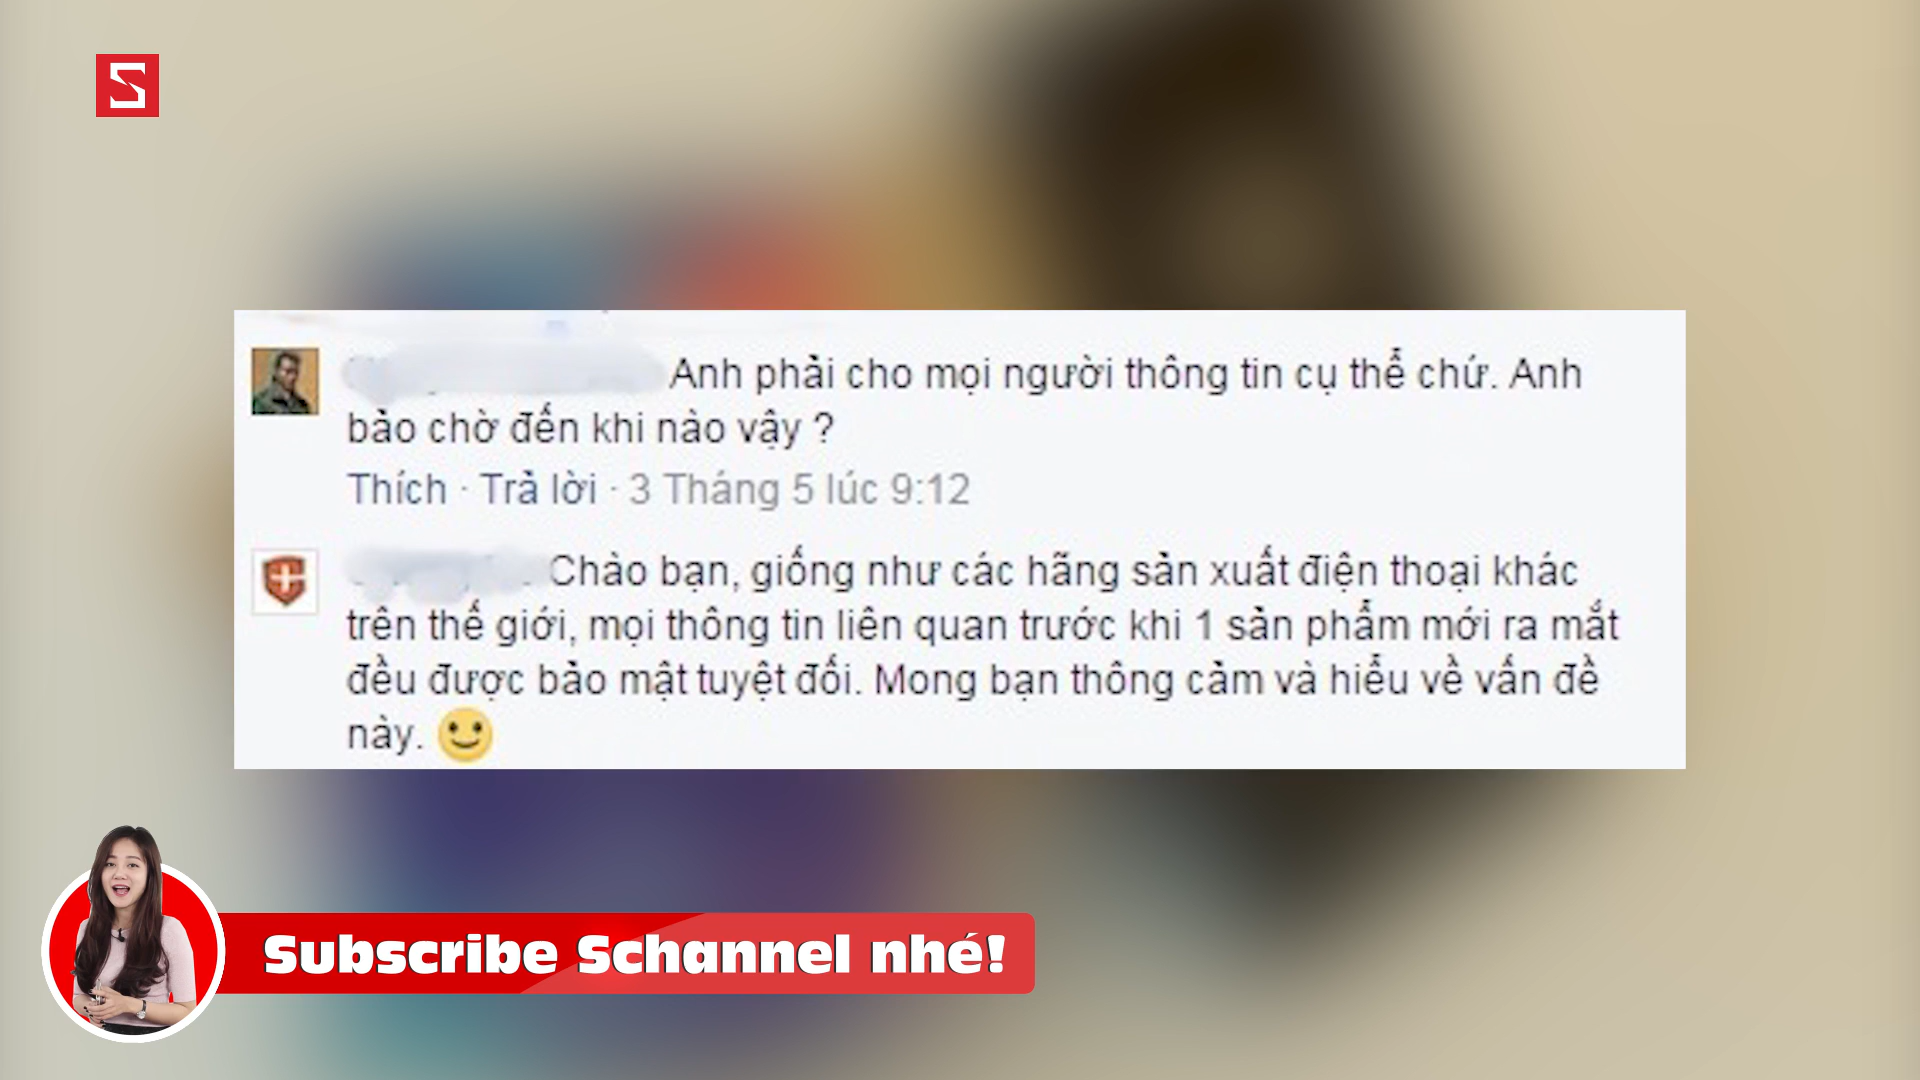 S
Anh phải cho mọi người thông tin cụ thể chứ. Anh
bảo chờ đến khi nào vậy ?
Thích · Trả lời · 3 Tháng 5 lúc 9:12
Chào bạn, giống như các hãng sản xuất điện thoại khác
trên thế giới, mọi thông tin liên quan trước khi 1 sản phẩm mới ra mắt
đều được bảo mật tuyệt đối. Mong bạn thông cảm và hiểu về vấn đề
này.
Subscribe Schannel nhé!